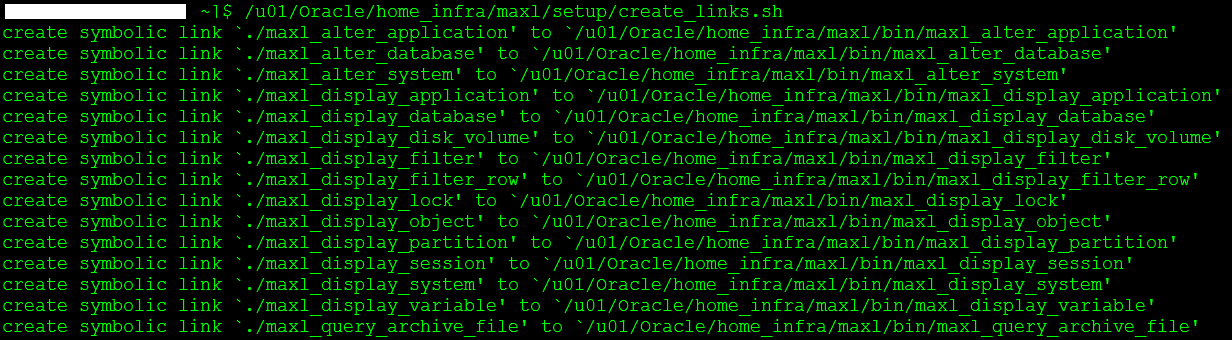 ~]$ /u01/Oracle/home_infra/maxl/setup/create_links.sh
create symbolic link `./maxl_alter_application' to `/u01/Oracle/home_infra/maxl/bin/maxl_alter_application'
create symbolic link `./maxl_alter_database' to `/u01/Oracle/home_infra/maxl/bin/maxl_alter_database'
create symbolic link `./maxl_alter_system' to `/u01/Oracle/home_infra/maxl/bin/maxl_alter_system'
create symbolic link `./maxl_display_application' to `/u01/Oracle/home_infra/maxl/bin/maxl_display_application'
create symbolic link `./maxl_display_database' to `/u01/Oracle/home_infra/maxl/bin/maxl_display_database'
create symbolic link `./maxl_display_disk_volume' to `/u01/Oracle/home_infra/maxl/bin/maxl_display_disk_volume'
create symbolic link `./maxl_display_filter' to `/u01/Oracle/home_infra/maxl/bin/maxl_display_filter'
create symbolic link `./maxl_display_filter_row' to `/u01/Oracle/home_infra/maxl/bin/maxl_display_filter_row'
create symbolic link `./maxl_display_lock' to `/u01/Oracle/home_infra/maxl/bin/maxl_display_lock'
create symbolic link `./maxl_display_object' to `/u01/Oracle/home_infra/maxl/bin/maxl_display_object'
create symbolic link `./maxl_display_partition' to `/u01/Oracle/home_infra/maxl/bin/maxl_display_partition'
create symbolic link `./maxl_display_session' to `/u01/Oracle/home_infra/maxl/bin/maxl_display_session'
create symbolic link `./maxl_display_system' to `/u01/Oracle/home_infra/maxl/bin/maxl_display_system'
create symbolic link `./maxl_display_variable' to `/u01/Oracle/home_infra/maxl/bin/maxl_display_variable'
create symbolic link `./maxl_query_archive_file' to `/u01/Oracle/home_infra/maxl/bin/maxl_query_archive_file'